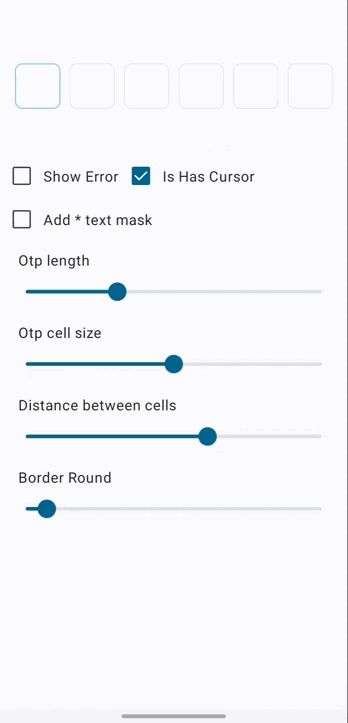 Show Error Is Has Cursor
Add * text mask
Otp length
Otp cell size
Distance between cells
Border Round